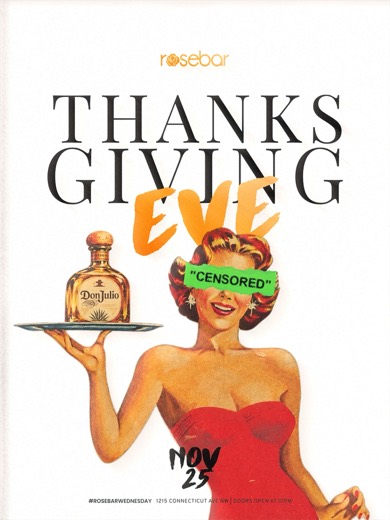 rosebar
THANKS
GIVING
EVE
"CENSORED"
Don Julio
NOV
25
#ROSEBARWEDNESDAY 1215 CONNECTICUT AVE NW | DOORS OPEN AT 10PM